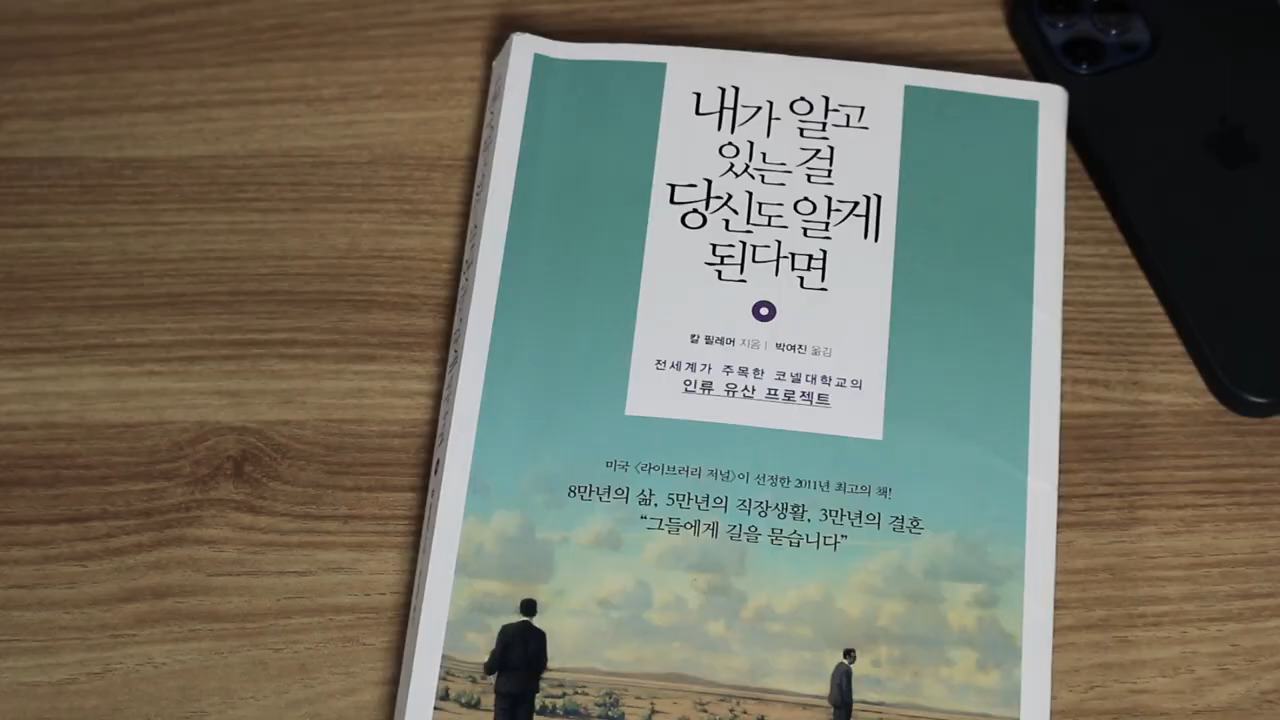 내가 알고
있는 걸
당신도 알게
된다면
칼 필레머 지음 | 박여진 옮김
전세계가 주목한 코넬대학교의
인류 유산 프로젝트
미국 〈라이브러리 저널〉이 선정한 2011년 최고의 책!
8만년의 삶, 5만년의 직장생활, 3만년의 결혼
“그들에게 길을 묻습니다”